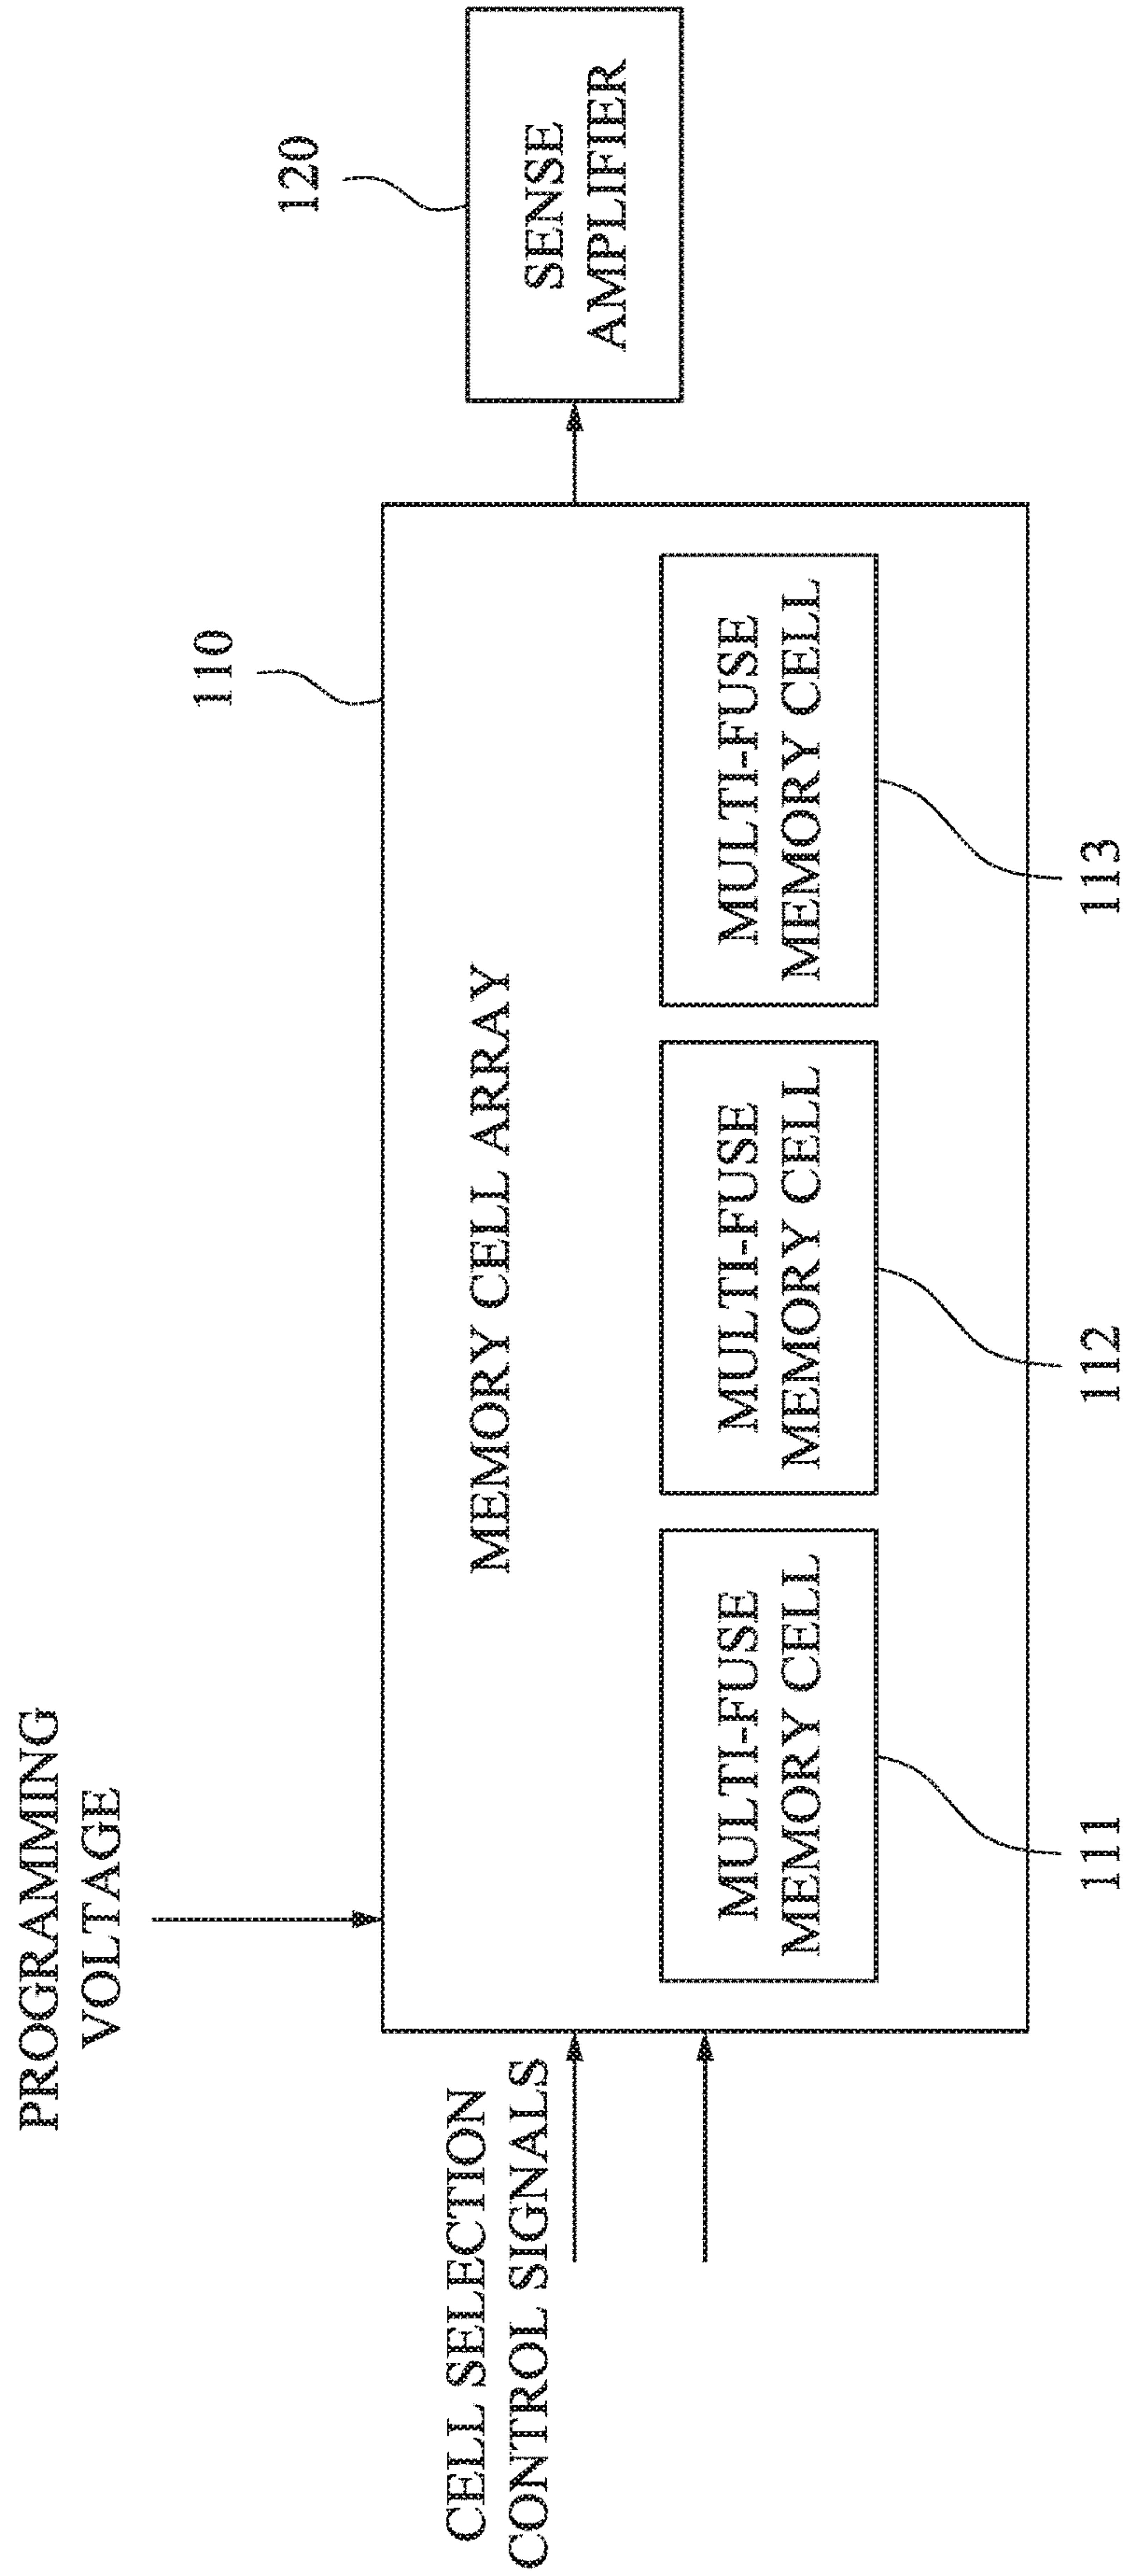 PROGRAMMING
VOLTAGE
110
120
CELL SELECTION
CONTROL SIGNALS
MEMORY CELL ARRAY
SENSE
AMPLIFIER
MULTI-FUSE
MEMORY CELL
MULTI-FUSE
MEMORY CELL
MULTI-FUSE
MEMORY CELL
111
112
113